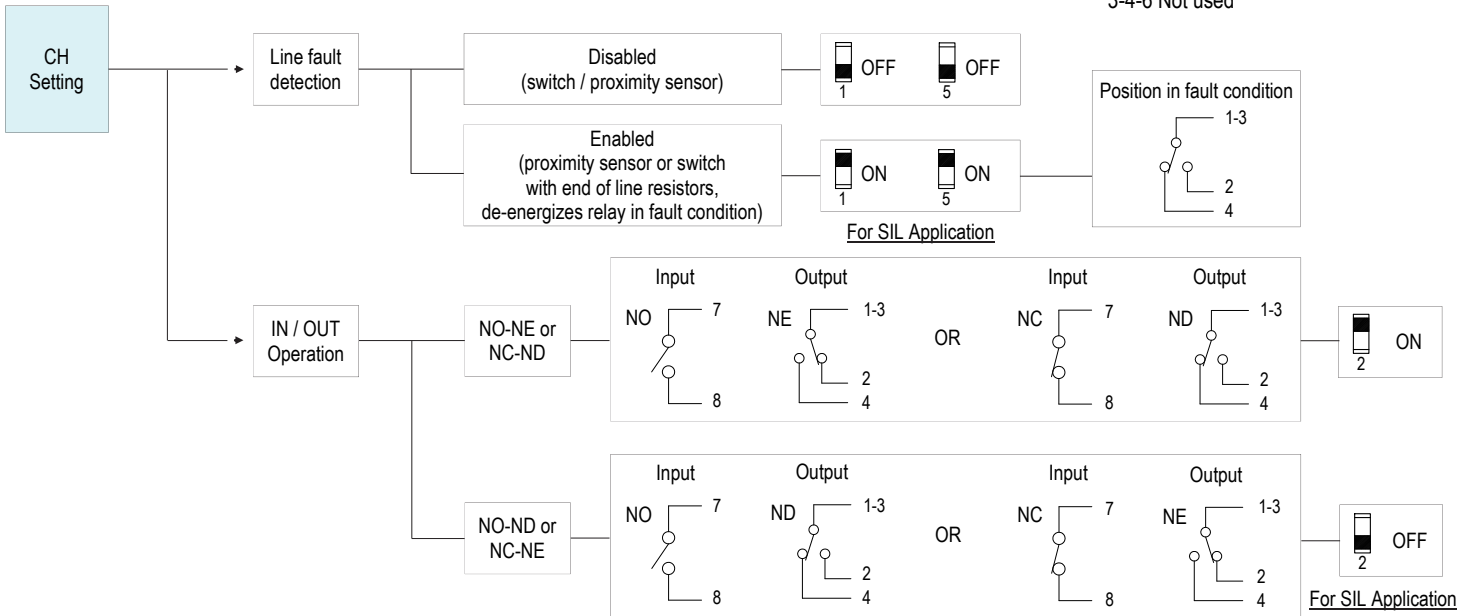 3-4-6 Not used
CH
Setting
Line fault
detection
Disabled
(switch / proximity sensor)
OFF
1
OFF
5
Enabled
(proximity sensor or switch
with end of line resistors,
de-energizes relay in fault condition)
ON
1
ON
5
For SIL Application
Position in fault condition
1-3
2
4
IN / OUT
Operation
NO-NE or
NC-ND
Input
NO
7
8
Output
NE
1-3
2
4
OR
Input
NC
7
8
Output
ND
1-3
2
4
ON
2
NO-ND or
NC-NE
Input
NO
7
8
Output
ND
1-3
2
4
OR
Input
NC
7
8
Output
NE
1-3
2
4
OFF
2
For SIL Application